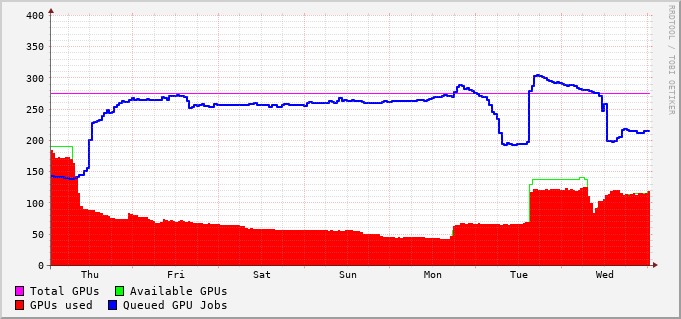 400
350
300
250
200
150
100
50
0
Thu Fri Sat Sun Mon Tue Wed
Total GPUs Available GPUs
GPUs used Queued GPU Jobs
RRDTOOL / TOBI OETIKER